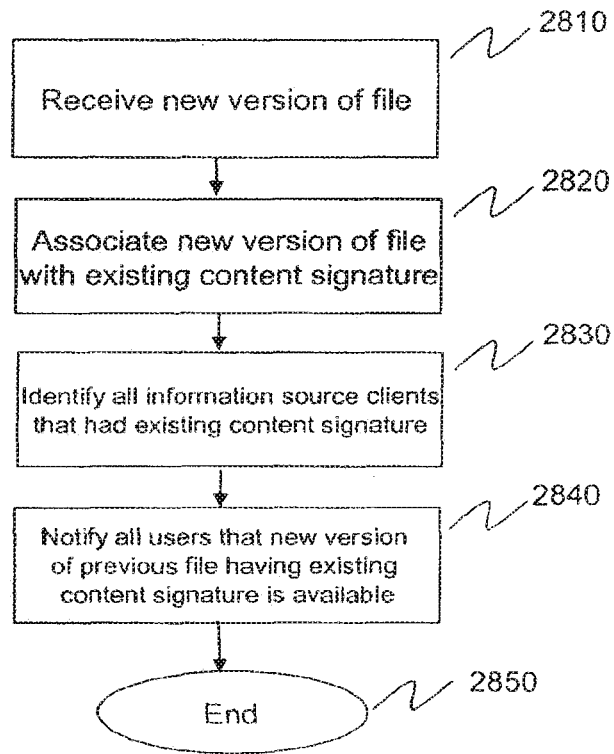 2810
Receive new version of file
2820
Associate new version of file
with existing content signature
2830
Identify all information source clients
that had existing content signature
2840
Notify all users that new version
of previous file having existing
content signature is available
2850
End